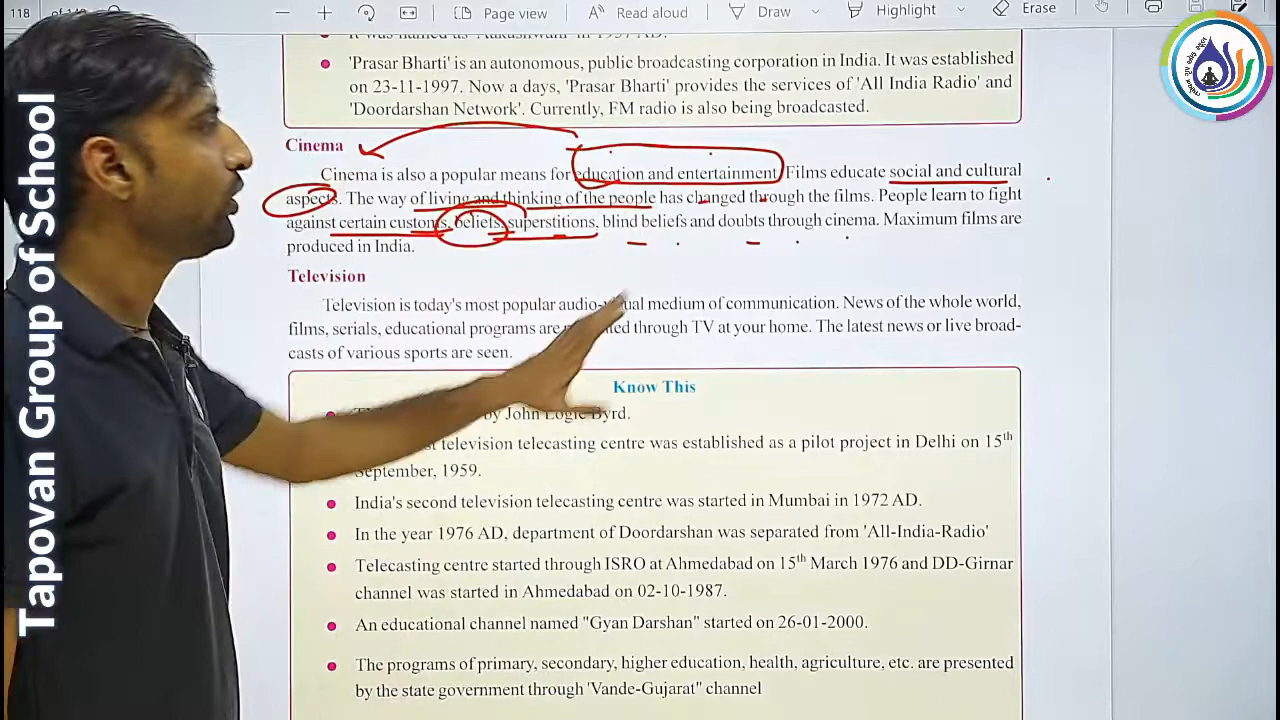 118 of 148 Page view Read aloud Draw Highlight Erase
It was named as 'Aakashwani' in 1957 AD.
'Prasar Bharti' is an autonomous, public broadcasting corporation in India. It was established
on 23-11-1997. Now a days, 'Prasar Bharti' provides the services of 'All India Radio' and
'Doordarshan Network'. Currently, FM radio is also being broadcasted.
Cinema
Cinema is also a popular means for education and entertainment. Films educate social and cultural
aspects. The way of living and thinking of the people has changed through the films. People learn to fight
against certain customs, beliefs, superstitions, blind beliefs and doubts through cinema. Maximum films are
produced in India.
Television
Television is today's most popular audio-visual medium of communication. News of the whole world,
films, serials, educational programs are through TV at your home. The latest news or live broad-
casts of various sports are seen.
Know This
by John Logie Byrd.
television telecasting centre was established as a pilot project in Delhi on 15th
September, 1959.
India's second television telecasting centre was started in Mumbai in 1972 AD.
In the year 1976 AD, department of Doordarshan was separated from 'All-India-Radio'
Telecasting centre started through ISRO at Ahmedabad on 15th March 1976 and DD-Girnar
channel was started in Ahmedabad on 02-10-1987.
An educational channel named "Gyan Darshan" started on 26-01-2000.
The programs of primary, secondary, higher education, health, agriculture, etc. are presented
by the state government through 'Vande-Gujarat" channel
Tapovan Group of School